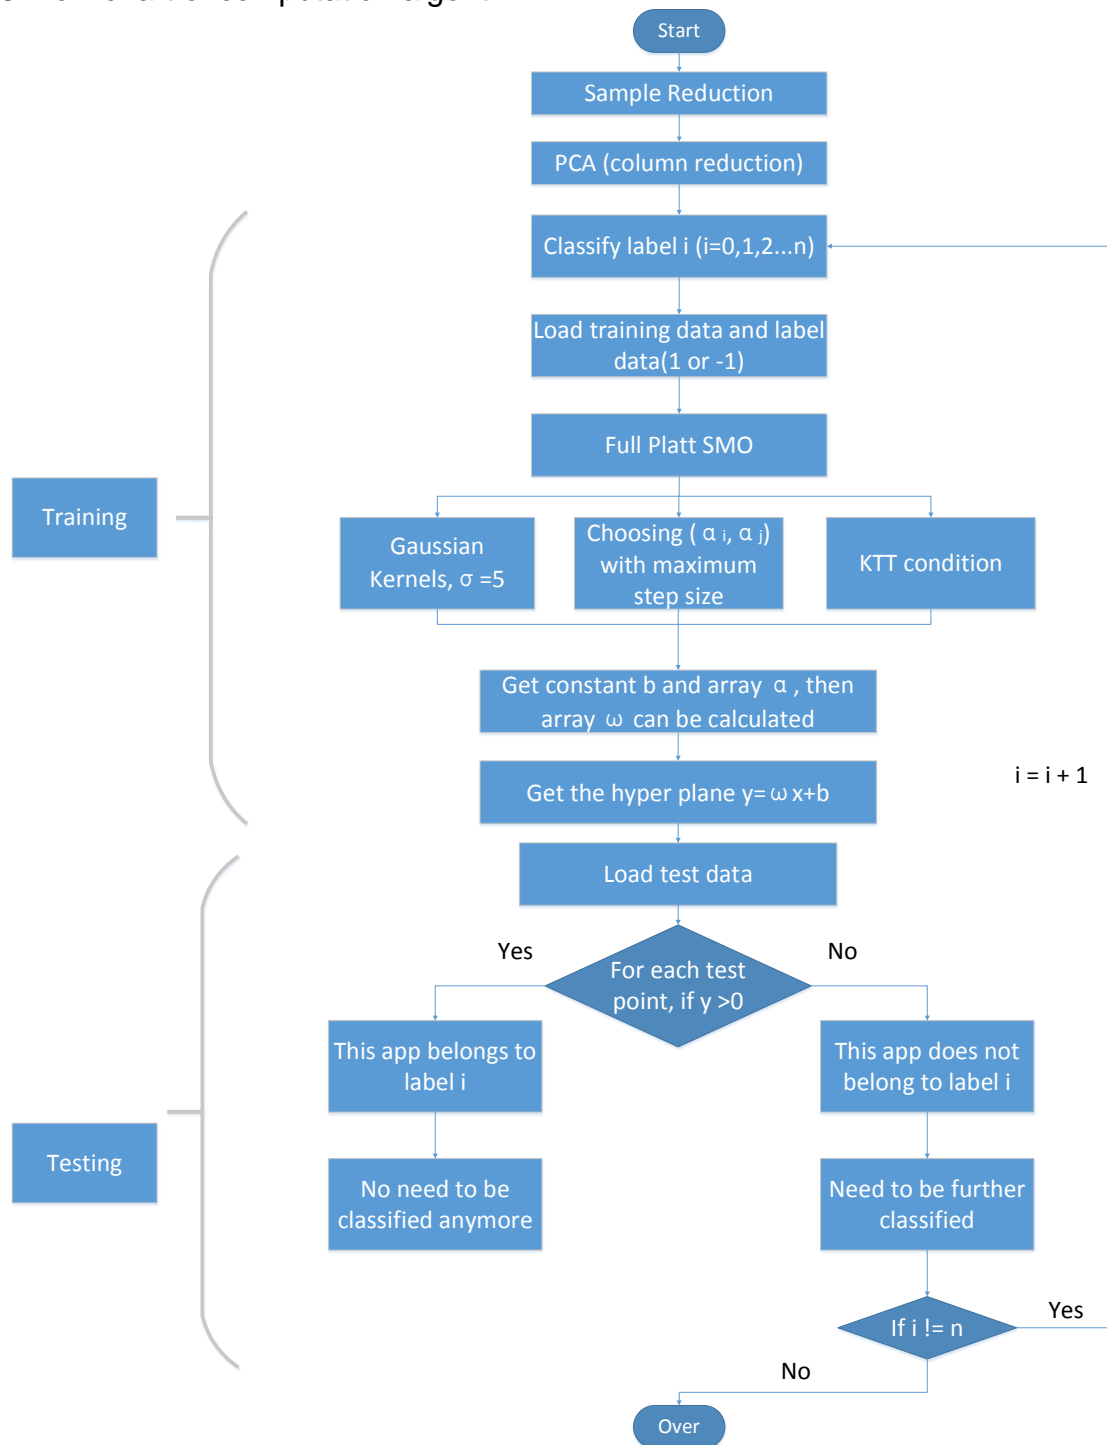 Start
Sample Reduction
PCA (column reduction)
Classify label i (i=0,1,2...n)
Load training data and label
data(1 or -1)
Full Platt SMO
Training
Gaussian
Kernels, σ =5
Choosing ( α i, α j)
with maximum
step size
KTT condition
Get constant b and array α , then
array ω can be calculated
i = i + 1
Get the hyper plane y= ω x+b
Load test data
Yes
No
For each test
point, if y >0
This app belongs to
label i
This app does not
belong to label i
Testing
No need to be
classified anymore
Need to be further
classified
If i != n
Yes
No
Over